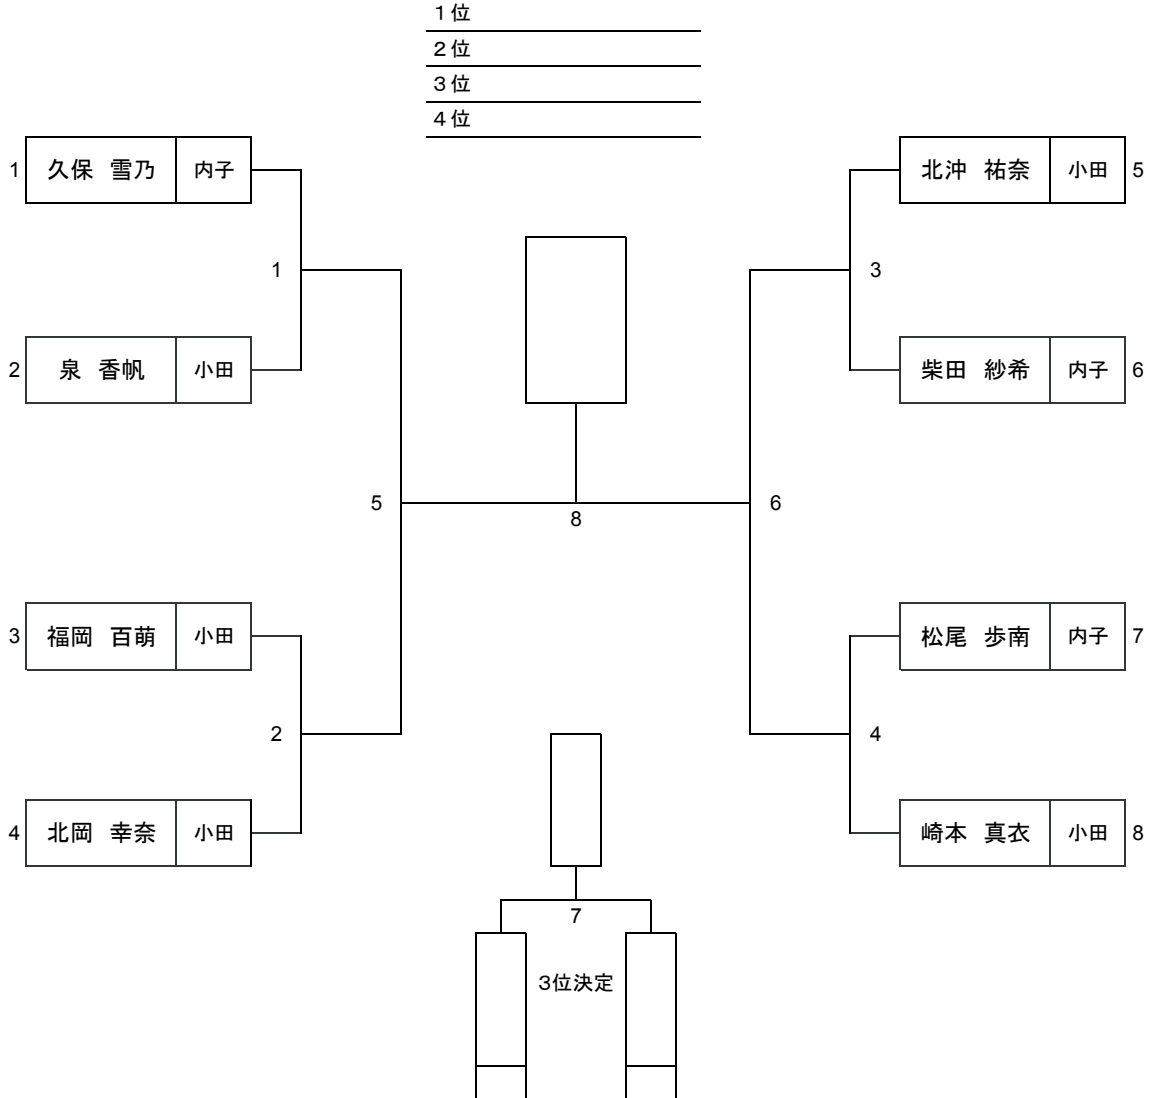 1位
2位
3位
4位
1 久保 雪乃 内子
北沖 祐奈 小田 5
1
3
2 泉 香帆 小田
柴田 紗希 内子 6
5
6
8
3 福岡 百萌 小田
松尾 歩南 内子 7
2
4
4 北岡 幸奈 小田
崎本 真衣 小田 8
7
3位決定